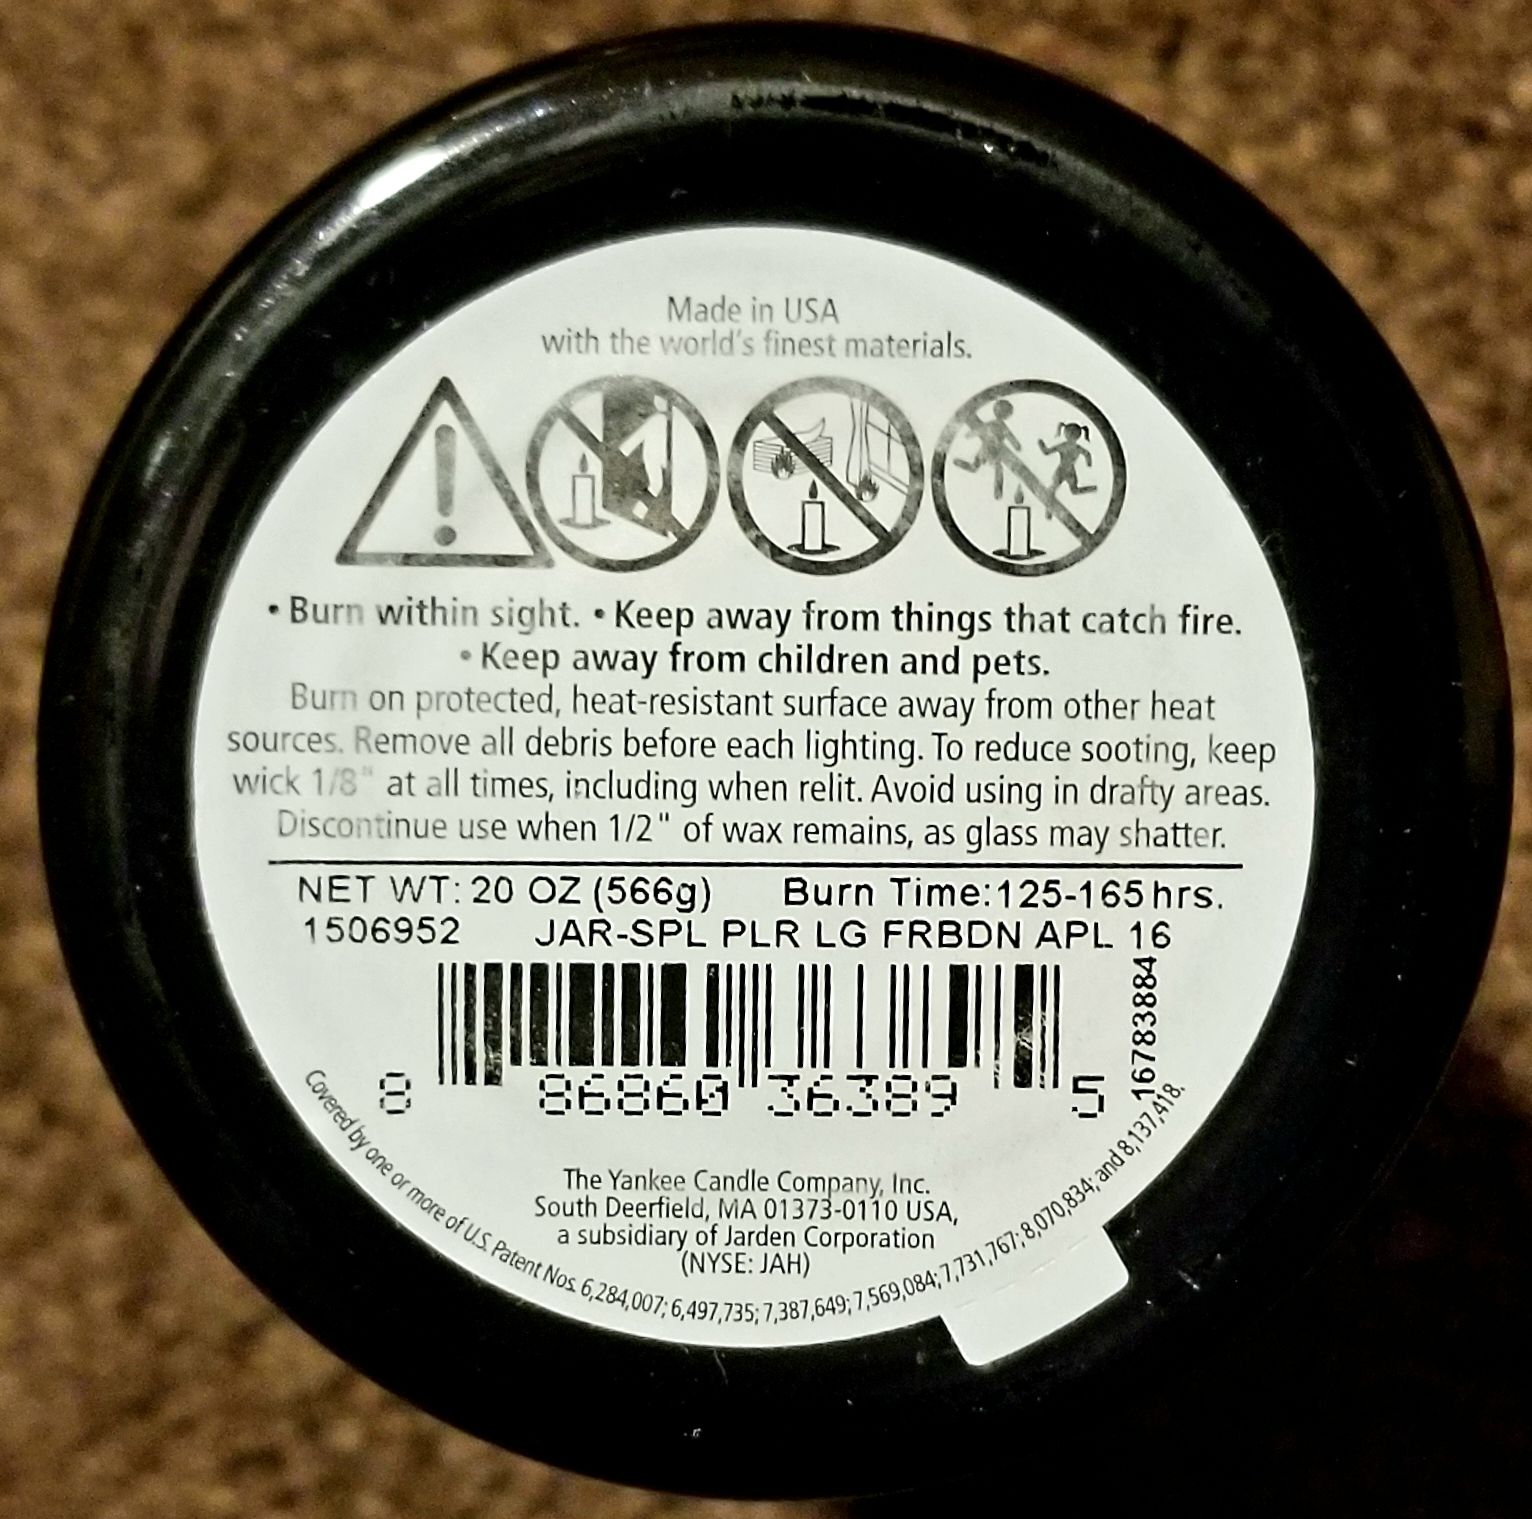 Made in USA
with the world's finest materials.
• Burn within sight. • Keep away from things that catch fire.
• Keep away from children and pets.
Burn on protected, heat-resistant surface away from other heat
sources. Remove all debris before each lighting. To reduce sooting, keep
wick 1/8" at all times, including when relit. Avoid using in drafty areas.
Discontinue use when 1/2" of wax remains, as glass may shatter.
NET WT: 20 OZ (566g) Burn Time:125-165 hrs.
1506952 JAR-SPL PLR LG FRBDN APL 16
16783884
8 86860 36389 5
The Yankee Candle Company, Inc.
South Deerfield, MA 01373-0110 USA,
a subsidiary of Jarden Corporation
(NYSE: JAH)
Covered by one or more of U.S. Patent Nos. 6,284,007; 6,497,735; 7,387,649; 7,569,084; 7,731,767; 8,070,834; and 8,137,418.